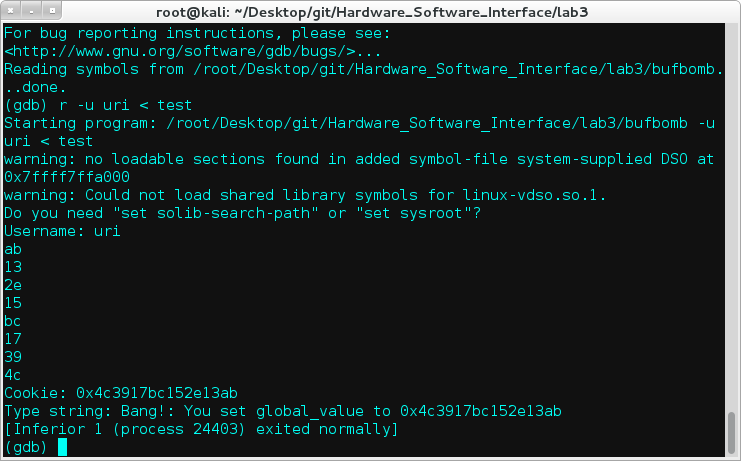 root@kali: ~/Desktop/git/Hardware_Software_Interface/lab3
For bug reporting instructions, please see:
<http://www.gnu.org/software/gdb/bugs/>...
Reading symbols from /root/Desktop/git/Hardware_Software_Interface/lab3/bufbomb.
..done.
(gdb) r -u uri < test
Starting program: /root/Desktop/git/Hardware_Software_Interface/lab3/bufbomb -u
uri < test
warning: no loadable sections found in added symbol-file system-supplied DSO at
0x7ffff7ffa000
warning: Could not load shared library symbols for linux-vdso.so.1.
Do you need "set solib-search-path" or "set sysroot"?
Username: uri
ab
13
2e
15
bc
17
39
4c
Cookie: 0x4c3917bc152e13ab
Type string: Bang!: You set global_value to 0x4c3917bc152e13ab
[Inferior 1 (process 24403) exited normally]
(gdb)